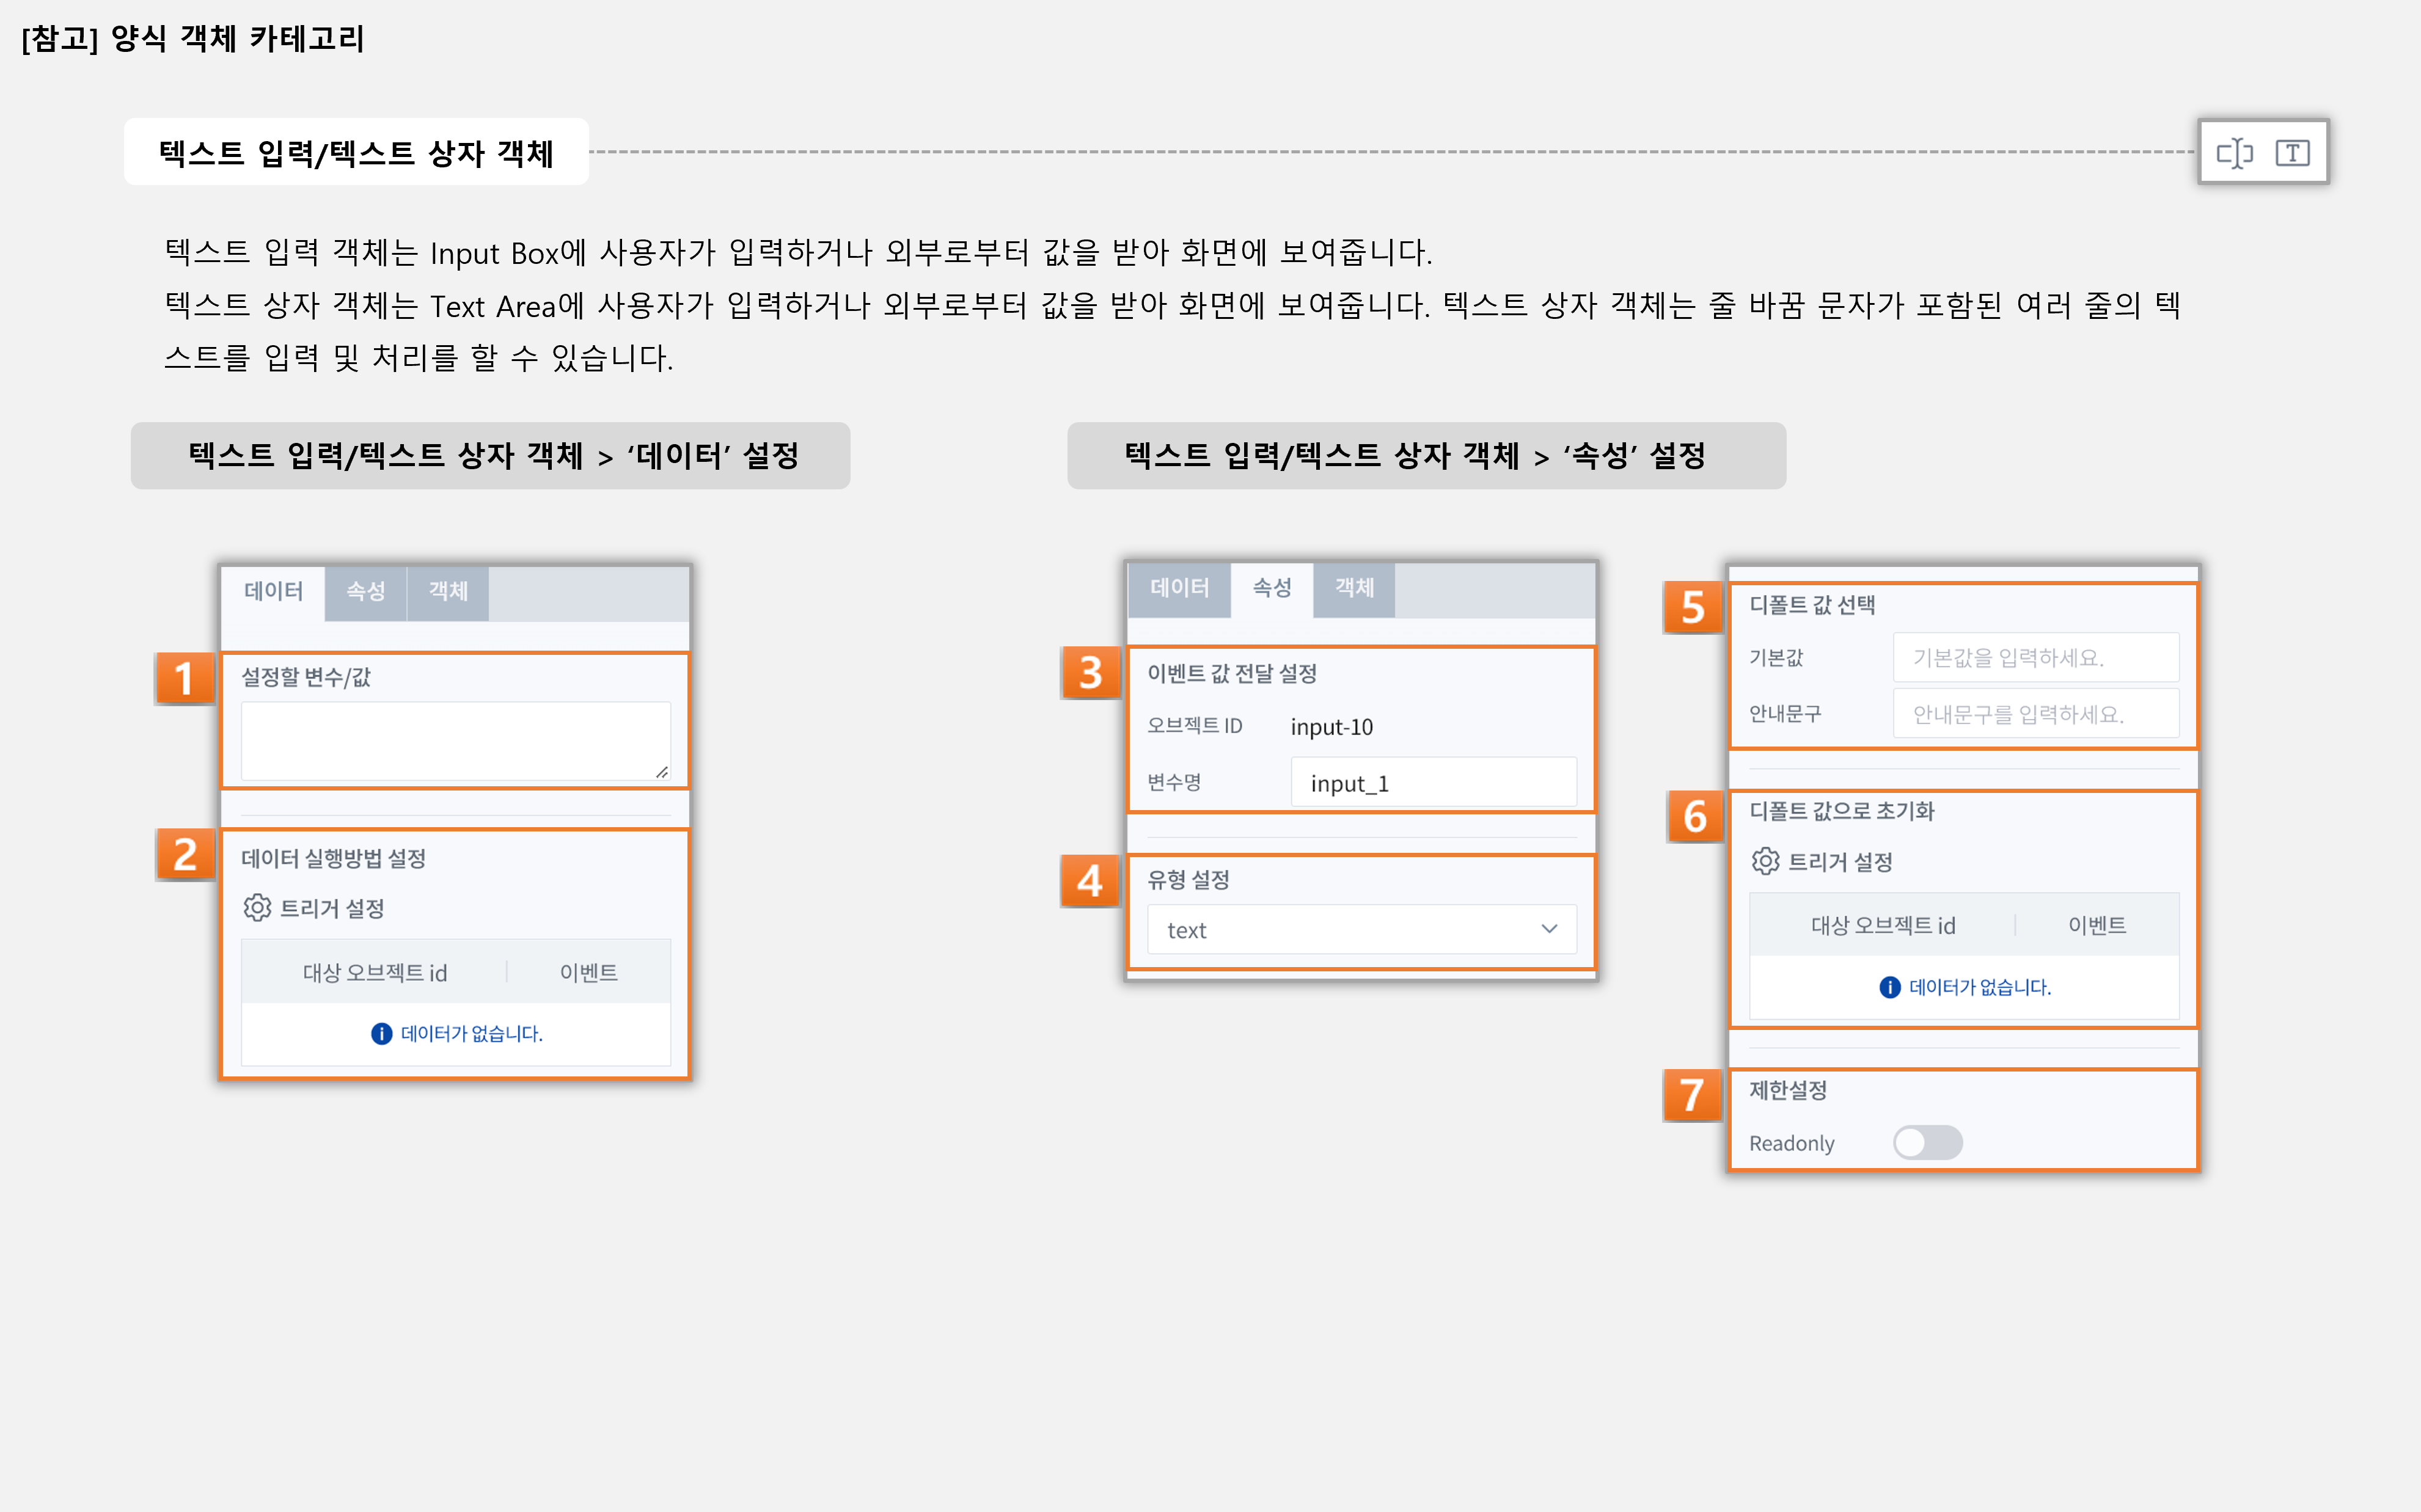 [참고] 양식 객체 카테고리
텍스트 입력/텍스트 상자 객체
텍스트 입력 객체는 Input Box에 사용자가 입력하거나 외부로부터 값을 받아 화면에 보여줍니다.
텍스트 상자 객체는 Text Area에 사용자가 입력하거나 외부로부터 값을 받아 화면에 보여줍니다. 텍스트 상자 객체는 줄 바꿈 문자가 포함된 여러 줄의 텍
스트를 입력 및 처리를 할 수 있습니다.
텍스트 입력/텍스트 상자 객체 > ‘데이터’ 설정
데이터 속성 객체
1
설정할 변수/값
2
데이터 실행방법 설정
트리거 설정
대상 오브젝트 id 이벤트
데이터가 없습니다.
텍스트 입력/텍스트 상자 객체 > ‘속성’ 설정
데이터 속성 객체
3
이벤트 값 전달 설정
오브젝트 ID input-10
변수명 input_1
4
유형 설정
text
5
디폴트 값 선택
기본값 기본값을 입력하세요.
안내문구 안내문구를 입력하세요.
6
디폴트 값으로 초기화
트리거 설정
대상 오브젝트 id 이벤트
데이터가 없습니다.
7
제한설정
Readonly